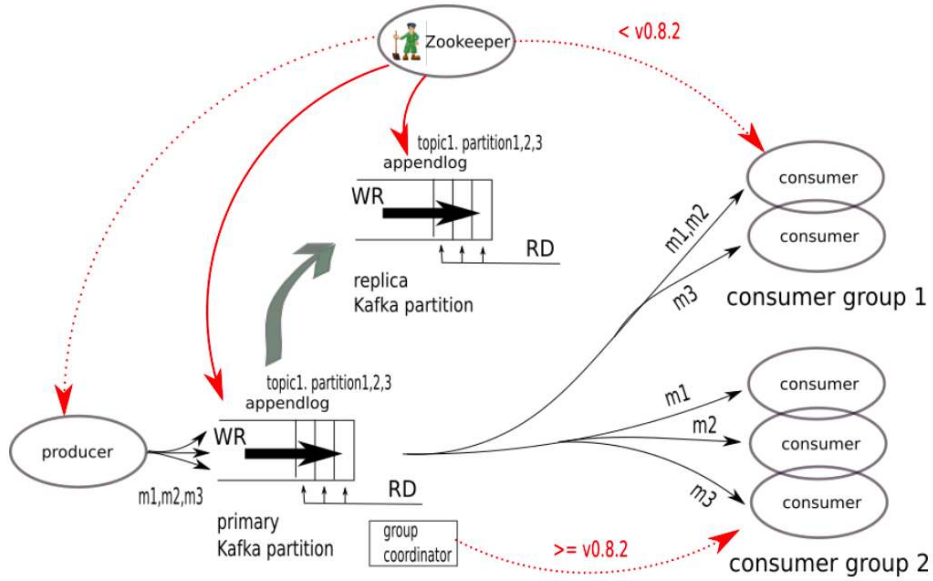 Zookeeper
< v0.8.2
topic1. partition1,2,3
appendlog
WR
RD
replica
Kafka partition
consumer
consumer
m1,m2
m3
consumer group 1
topic1. partition1,2,3
appendlog
producer
WR
m1,m2,m3
RD
primary
Kafka partition
group
coordinator
>= v0.8.2
m1
m2
m3
consumer
consumer
consumer
consumer group 2